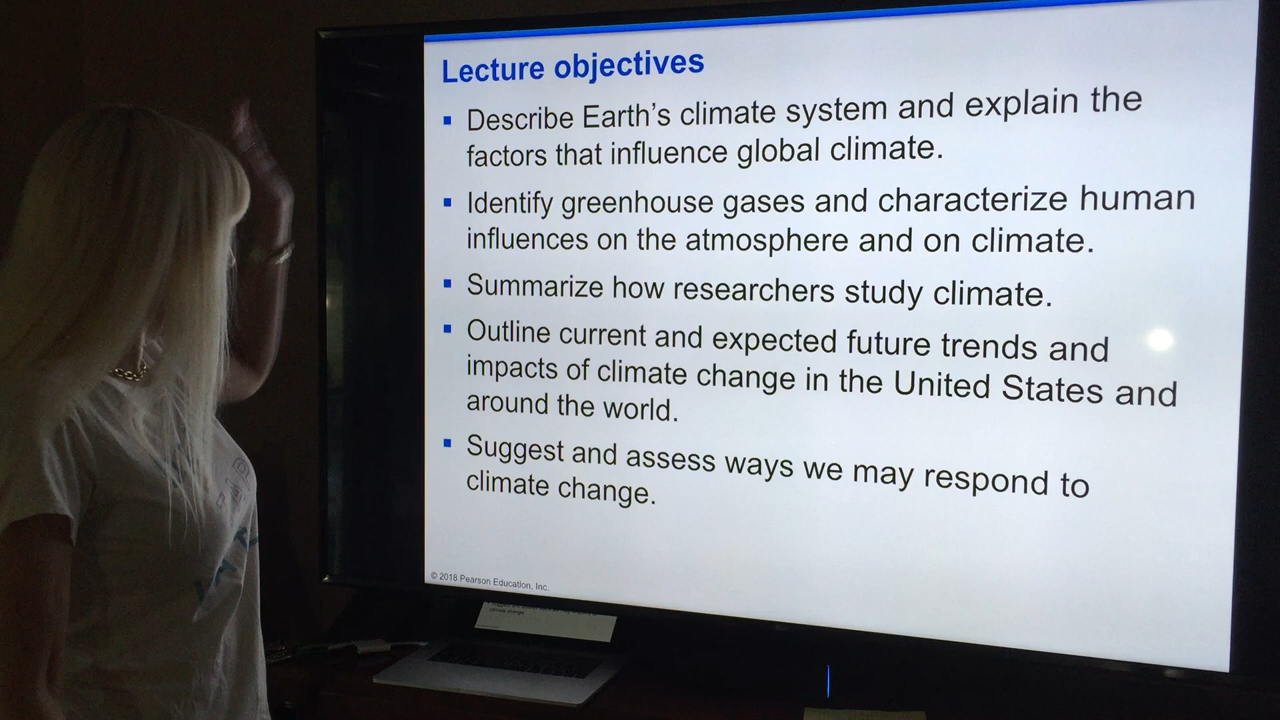 Lecture objectives
▪ Describe Earth's climate system and explain the
factors that influence global climate.
▪ Identify greenhouse gases and characterize human
influences on the atmosphere and on climate.
▪ Summarize how researchers study climate.
▪ Outline current and expected future trends and
impacts of climate change in the United States and
around the world.
▪ Suggest and assess ways we may respond to
climate change.
© 2018 Pearson Education, Inc.
climate change.